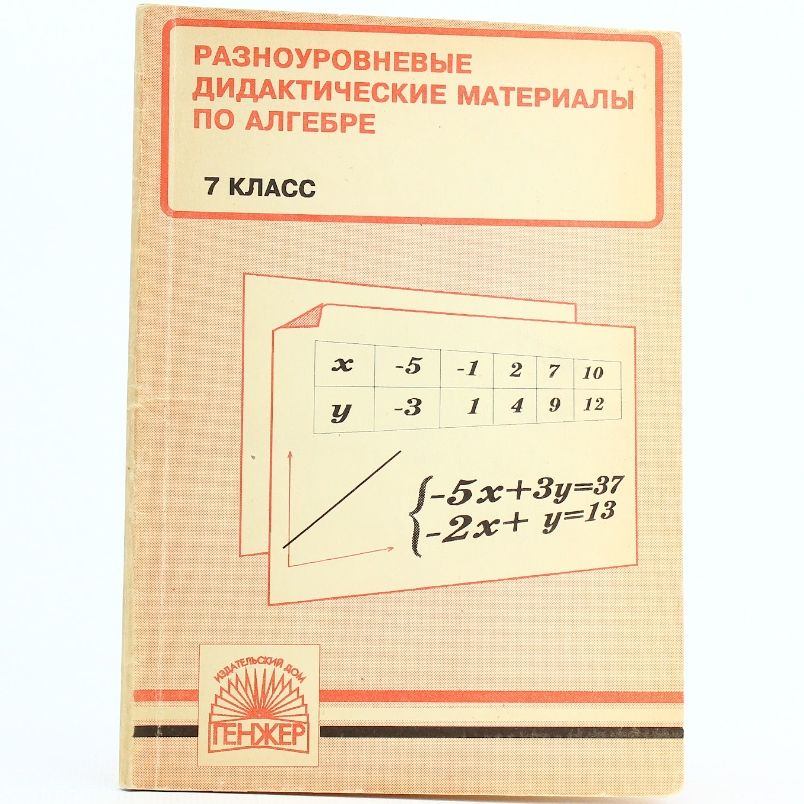 РАЗНОУРОВНЕВЫЕ
ДИДАКТИЧЕСКИЕ МАТЕРИАЛЫ
ПО АЛГЕБРЕ
7 КЛАСС
x -5 -1 2 7 10
y -3 1 4 9 12
-5x+3y=37
-2x+ y=13
ИЗДАТЕЛЬСКИЙ ДОМ
ГЕНЖЕР